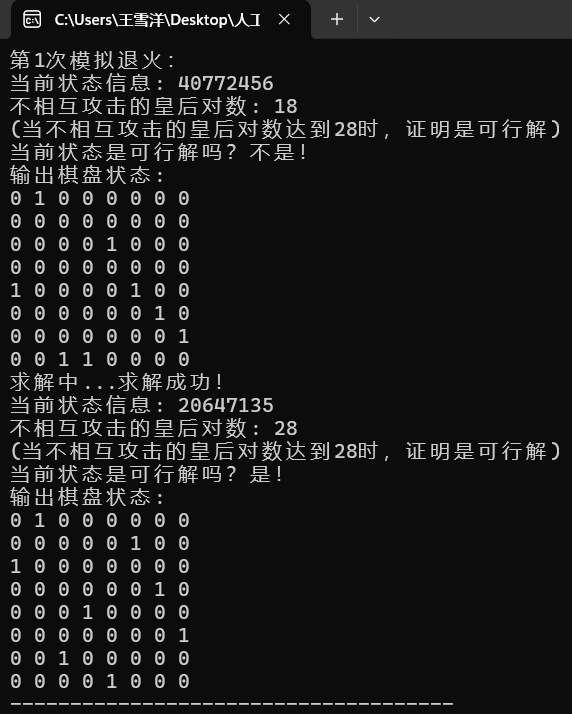 C:\Users\王雪洋\Desktop\人工
第1次模拟退火:
当前状态信息: 40772456
不相互攻击的皇后对数: 18
(当不相互攻击的皇后对数达到28时, 证明是可行解)
当前状态是可行解吗? 不是!
输出棋盘状态:
0 1 0 0 0 0 0 0
0 0 0 0 0 0 0 0
0 0 0 0 1 0 0 0
0 0 0 0 0 0 0 0
1 0 0 0 0 1 0 0
0 0 0 0 0 0 1 0
0 0 0 0 0 0 0 1
0 0 1 1 0 0 0 0
求解中...求解成功!
当前状态信息: 20647135
不相互攻击的皇后对数: 28
(当不相互攻击的皇后对数达到28时, 证明是可行解)
当前状态是可行解吗? 是!
输出棋盘状态:
0 1 0 0 0 0 0 0
0 0 0 0 0 1 0 0
1 0 0 0 0 0 0 0
0 0 0 0 0 0 1 0
0 0 0 1 0 0 0 0
0 0 0 0 0 0 0 1
0 0 1 0 0 0 0 0
0 0 0 0 1 0 0 0
-------------------------------------